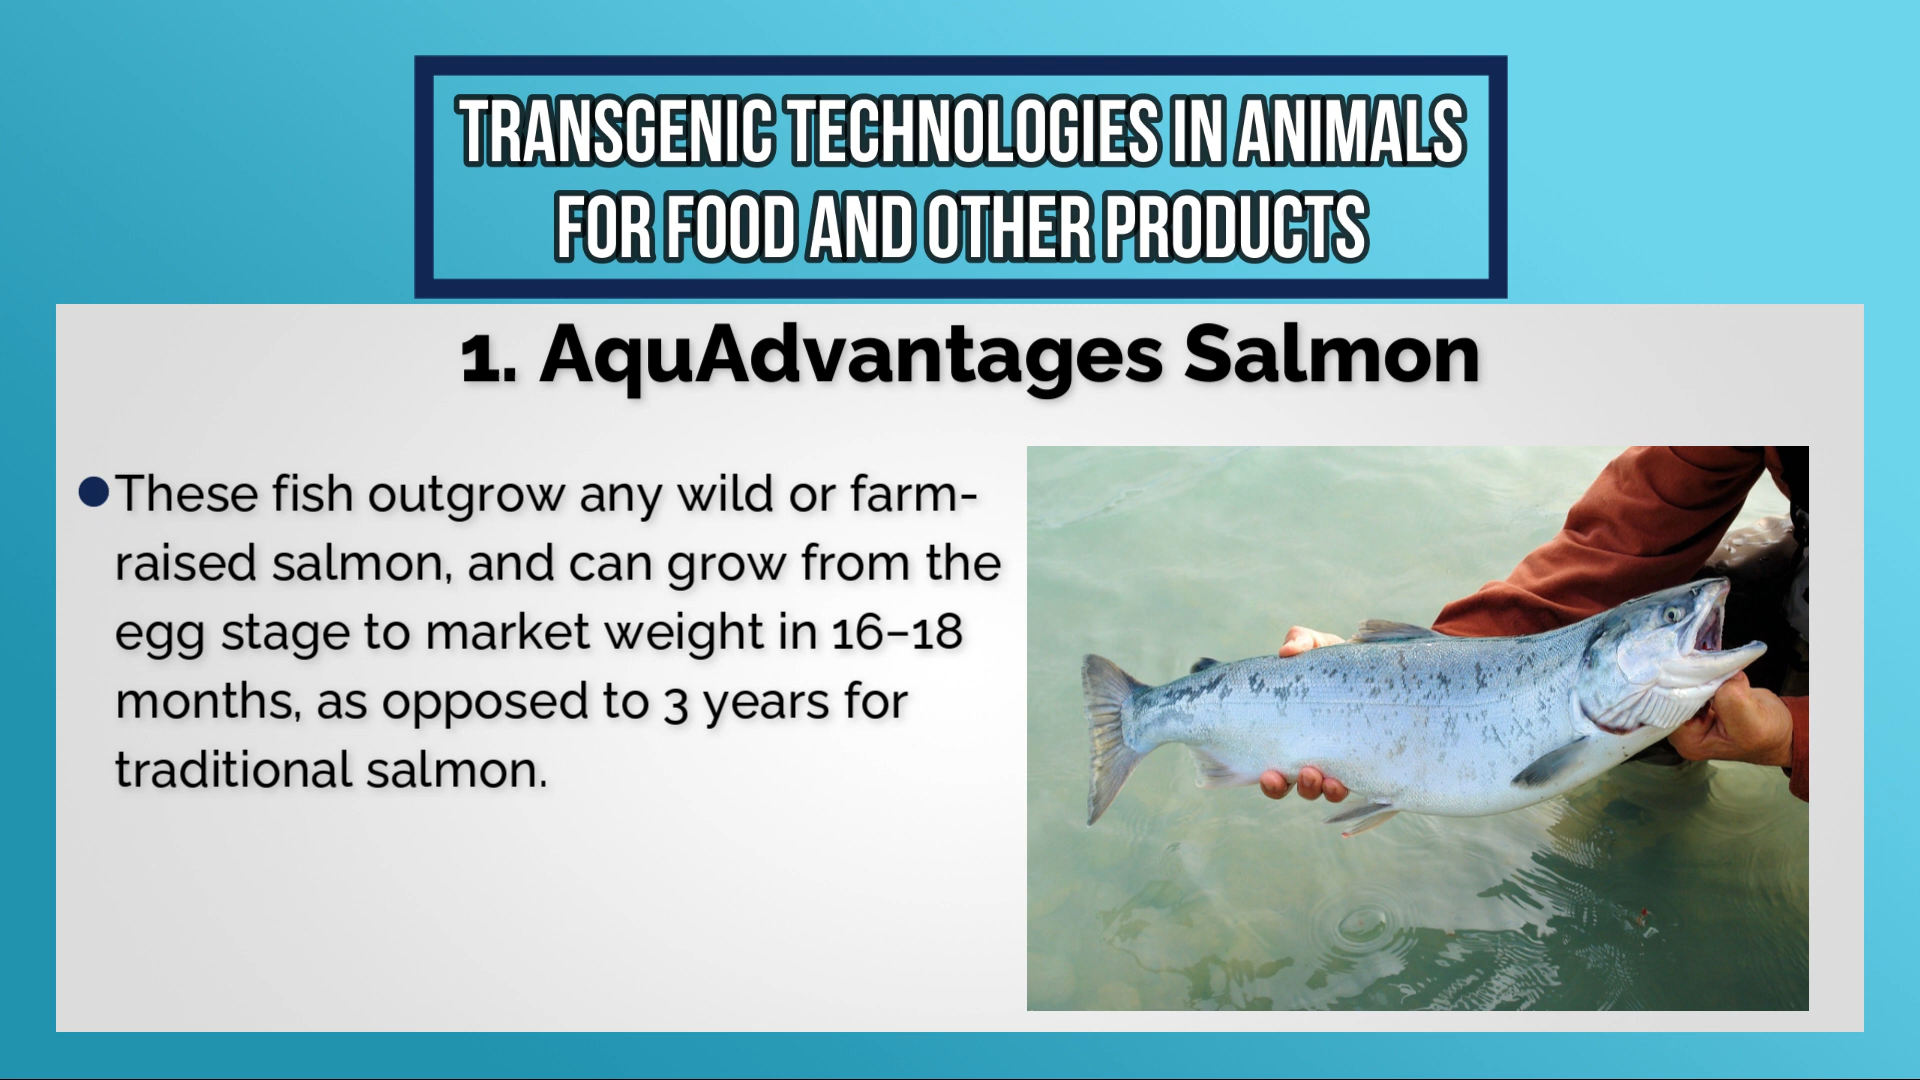 TRANSGENIC TECHNOLOGIES IN ANIMALS
FOR FOOD AND OTHER PRODUCTS
1. AquAdvantages Salmon
These fish outgrow any wild or farm-
raised salmon, and can grow from the
egg stage to market weight in 16–18
months, as opposed to 3 years for
traditional salmon.